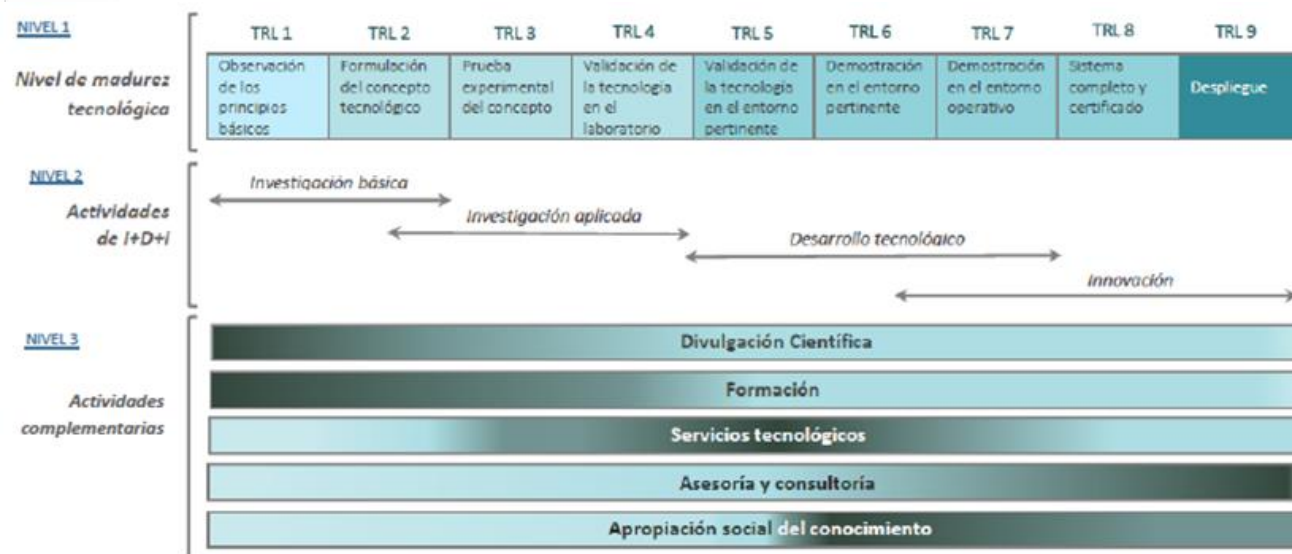 NIVEL 1
TRL 1 TRL 2 TRL 3 TRL 4 TRL 5 TRL 6 TRL 7 TRL 8 TRL 9
Nivel de madurez
tecnológica
Observación
de los
principios
básicos
Formulación
del concepto
tecnológico
Prueba
experimental
del concepto
Validación de
la tecnología
en el
laboratorio
Validación de
la tecnología
en el entorno
pertinente
Demostración
en el entorno
pertinente
Demostración
en el entorno
operativo
Sistema
completo y
certificado
Despliegue
NIVEL 2
Actividades
de I+D+I
Investigación básica
Investigación aplicada
Desarrollo tecnológico
Innovación
NIVEL 3
Actividades
complementarias
Divulgación Científica
Formación
Servicios tecnológicos
Asesoría y consultoría
Apropiación social del conocimiento